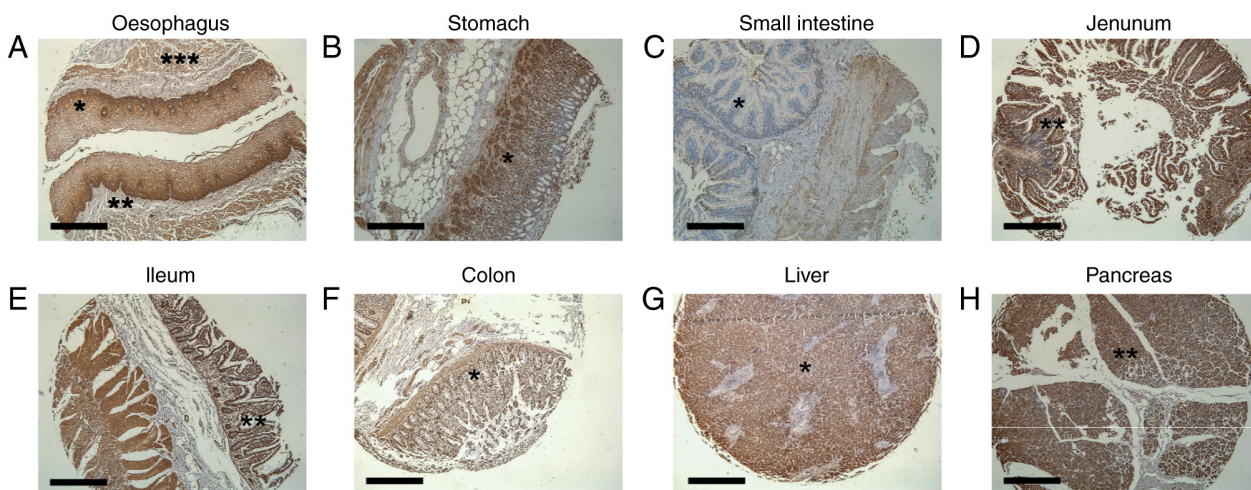 Oesophagus
Stomach
Small intestine
Jenunum
A
B
C
D
***
*
**
*
*
**
Ileum
Colon
Liver
Pancreas
E
F
G
H
**
*
*
**